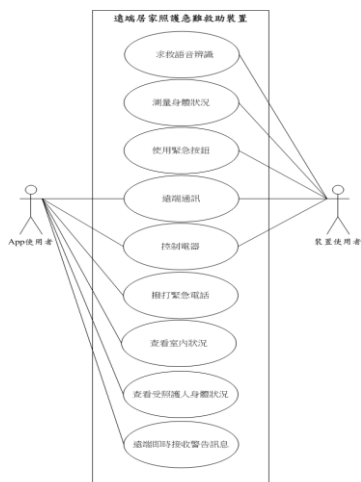 遠端居家照護急難救助裝置
求救語音辨識
測量身體狀況
使用緊急按鈕
遠端通訊
控制電器
撥打緊急電話
查看室內狀況
查看受照護人身體狀況
遠端即時接收警告訊息
App使用者
裝置使用者